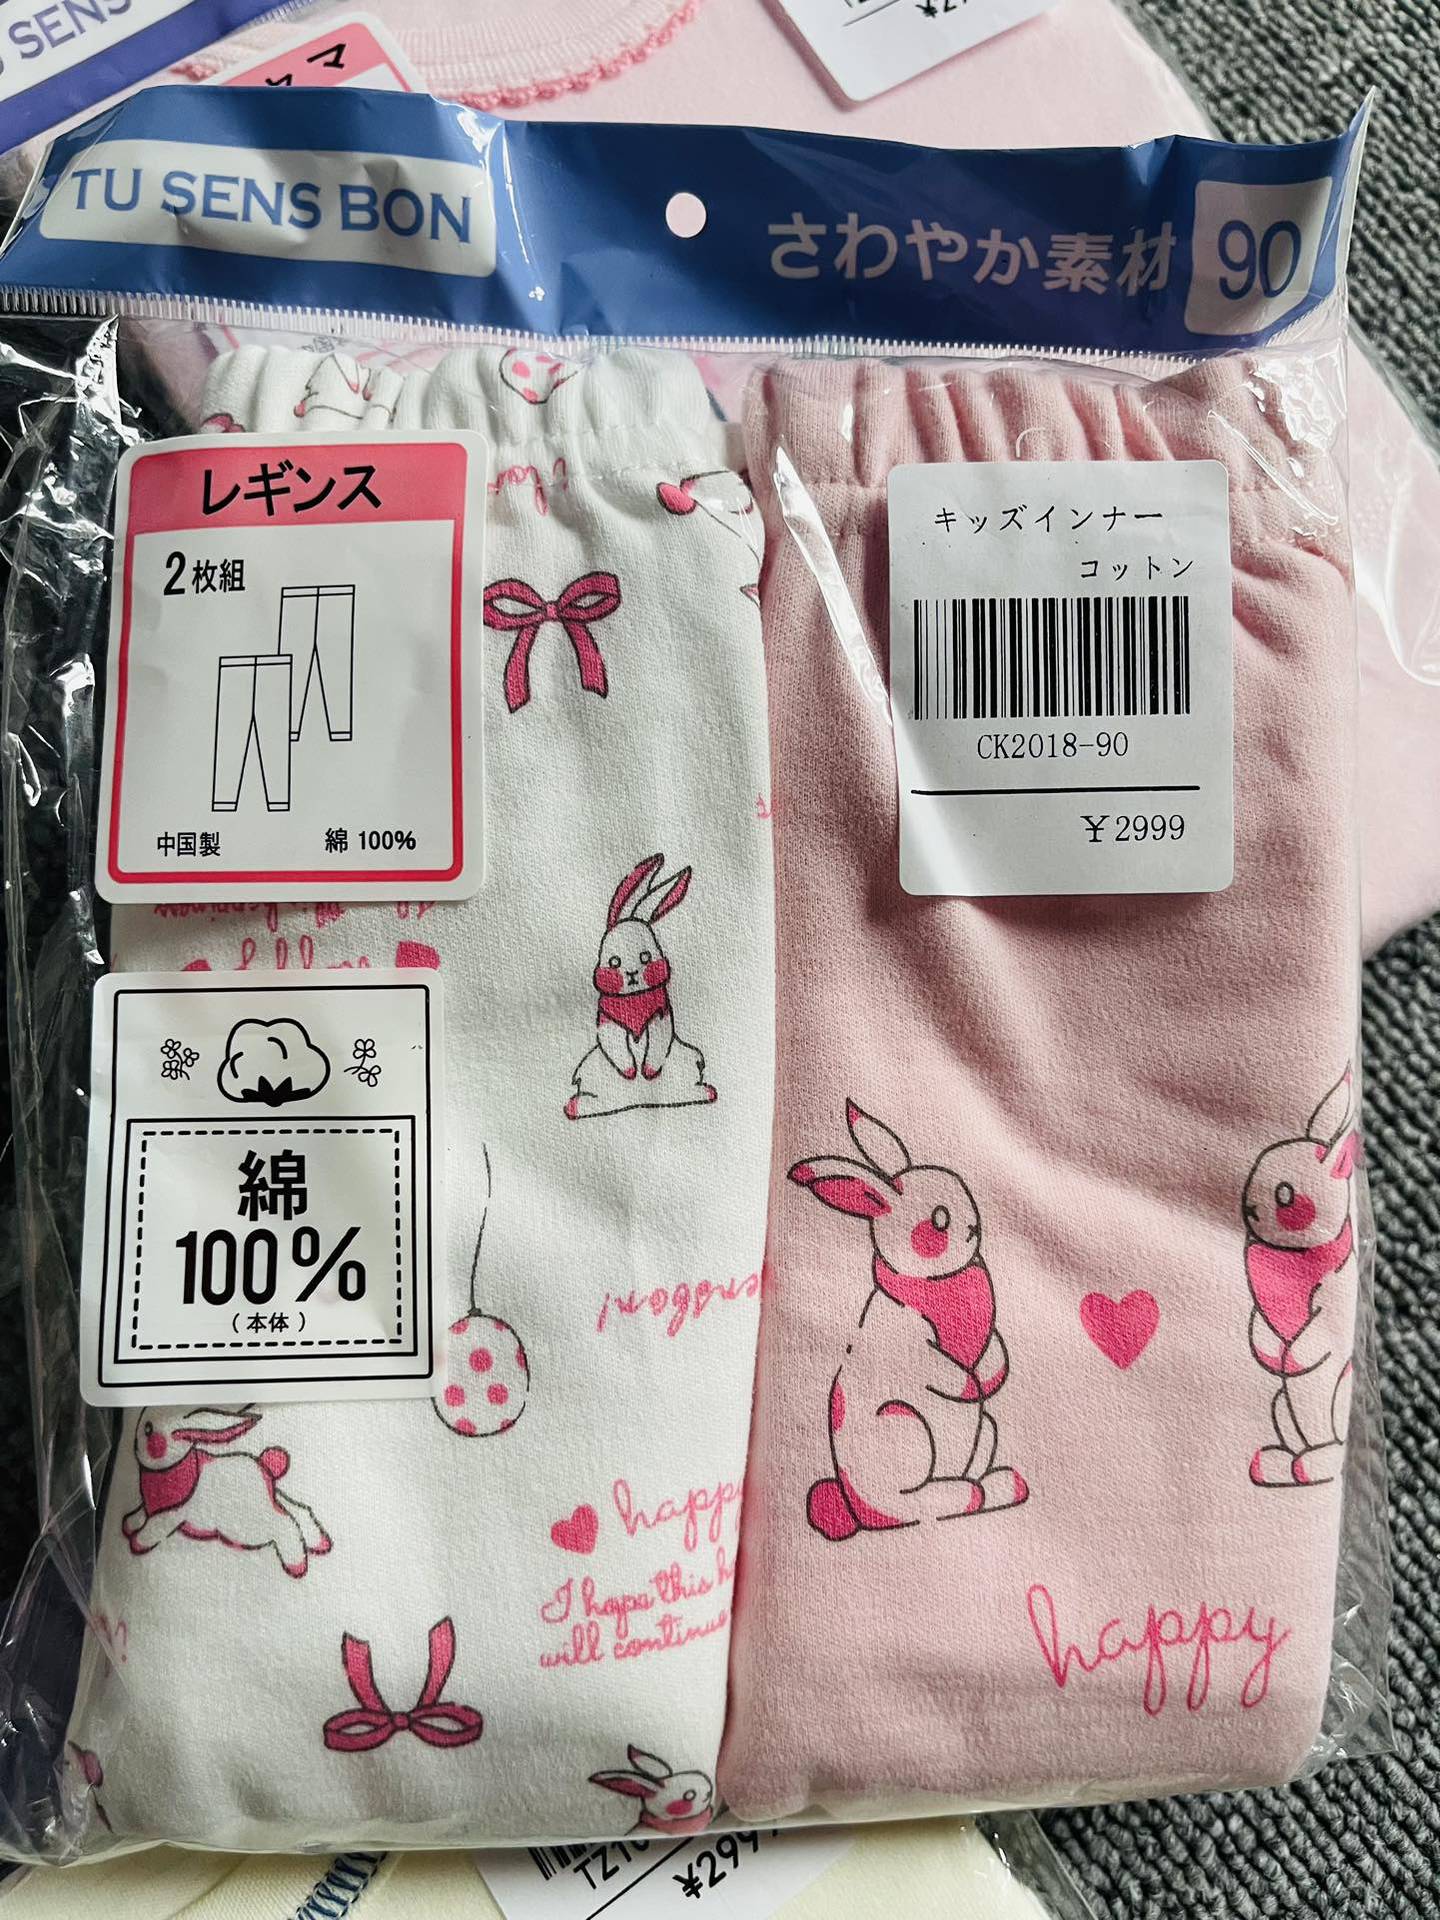 TU SENS BON
さわやか素材
90
レギンス
2枚組
中国製
綿 100%
キッズインナー
コットン
CK2018-90
￥2999
綿
100%
(本体)
happy
I hope this
will continue
happy